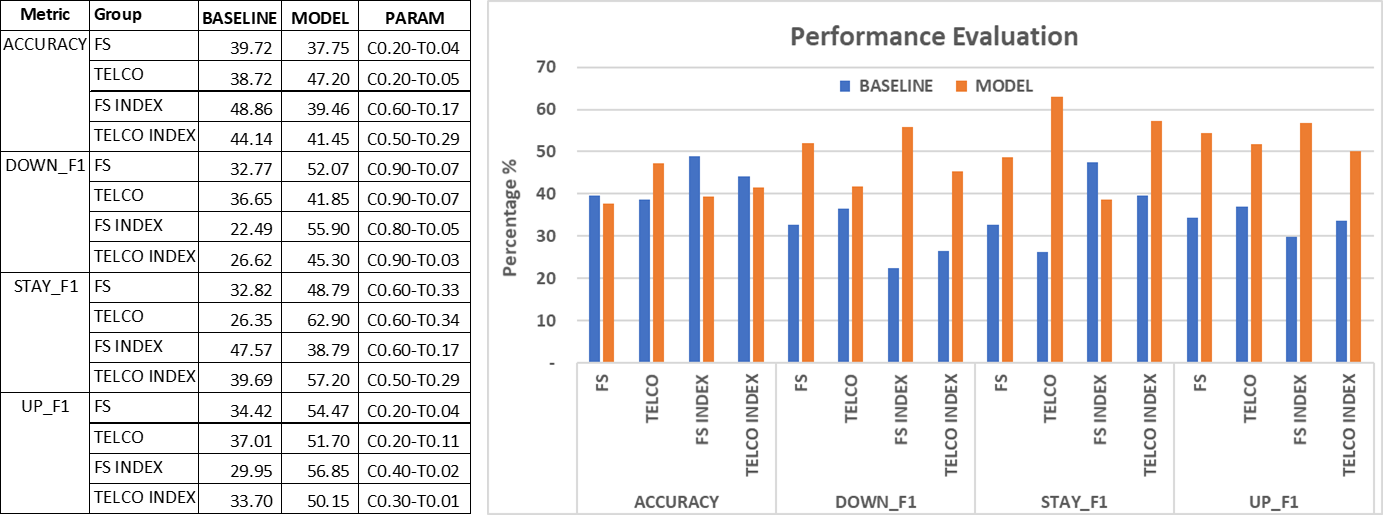 Metric Group BASELINE MODEL PARAM
ACCURACY FS 39.72 37.75 C0.20-T0.04
TELCO 38.72 47.20 C0.20-T0.05
FS INDEX 48.86 39.46 C0.60-T0.17
TELCO INDEX 44.14 41.45 C0.50-T0.29
DOWN_F1 FS 32.77 52.07 C0.90-T0.07
TELCO 36.65 41.85 C0.90-T0.07
FS INDEX 22.49 55.90 C0.80-T0.05
TELCO INDEX 26.62 45.30 C0.90-T0.03
STAY_F1 FS 32.82 48.79 C0.60-T0.33
TELCO 26.35 62.90 C0.60-T0.34
FS INDEX 47.57 38.79 C0.60-T0.17
TELCO INDEX 39.69 57.20 C0.50-T0.29
UP_F1 FS 34.42 54.47 C0.20-T0.04
TELCO 37.01 51.70 C0.20-T0.11
FS INDEX 29.95 56.85 C0.40-T0.02
TELCO INDEX 33.70 50.15 C0.30-T0.01
Performance Evaluation
BASELINE MODEL
Percentage %
70
60
50
40
30
20
10
-
FS TELCO FS INDEX TELCO INDEX FS TELCO FS INDEX TELCO INDEX FS TELCO FS INDEX TELCO INDEX FS TELCO FS INDEX TELCO INDEX
ACCURACY DOWN_F1 STAY_F1 UP_F1